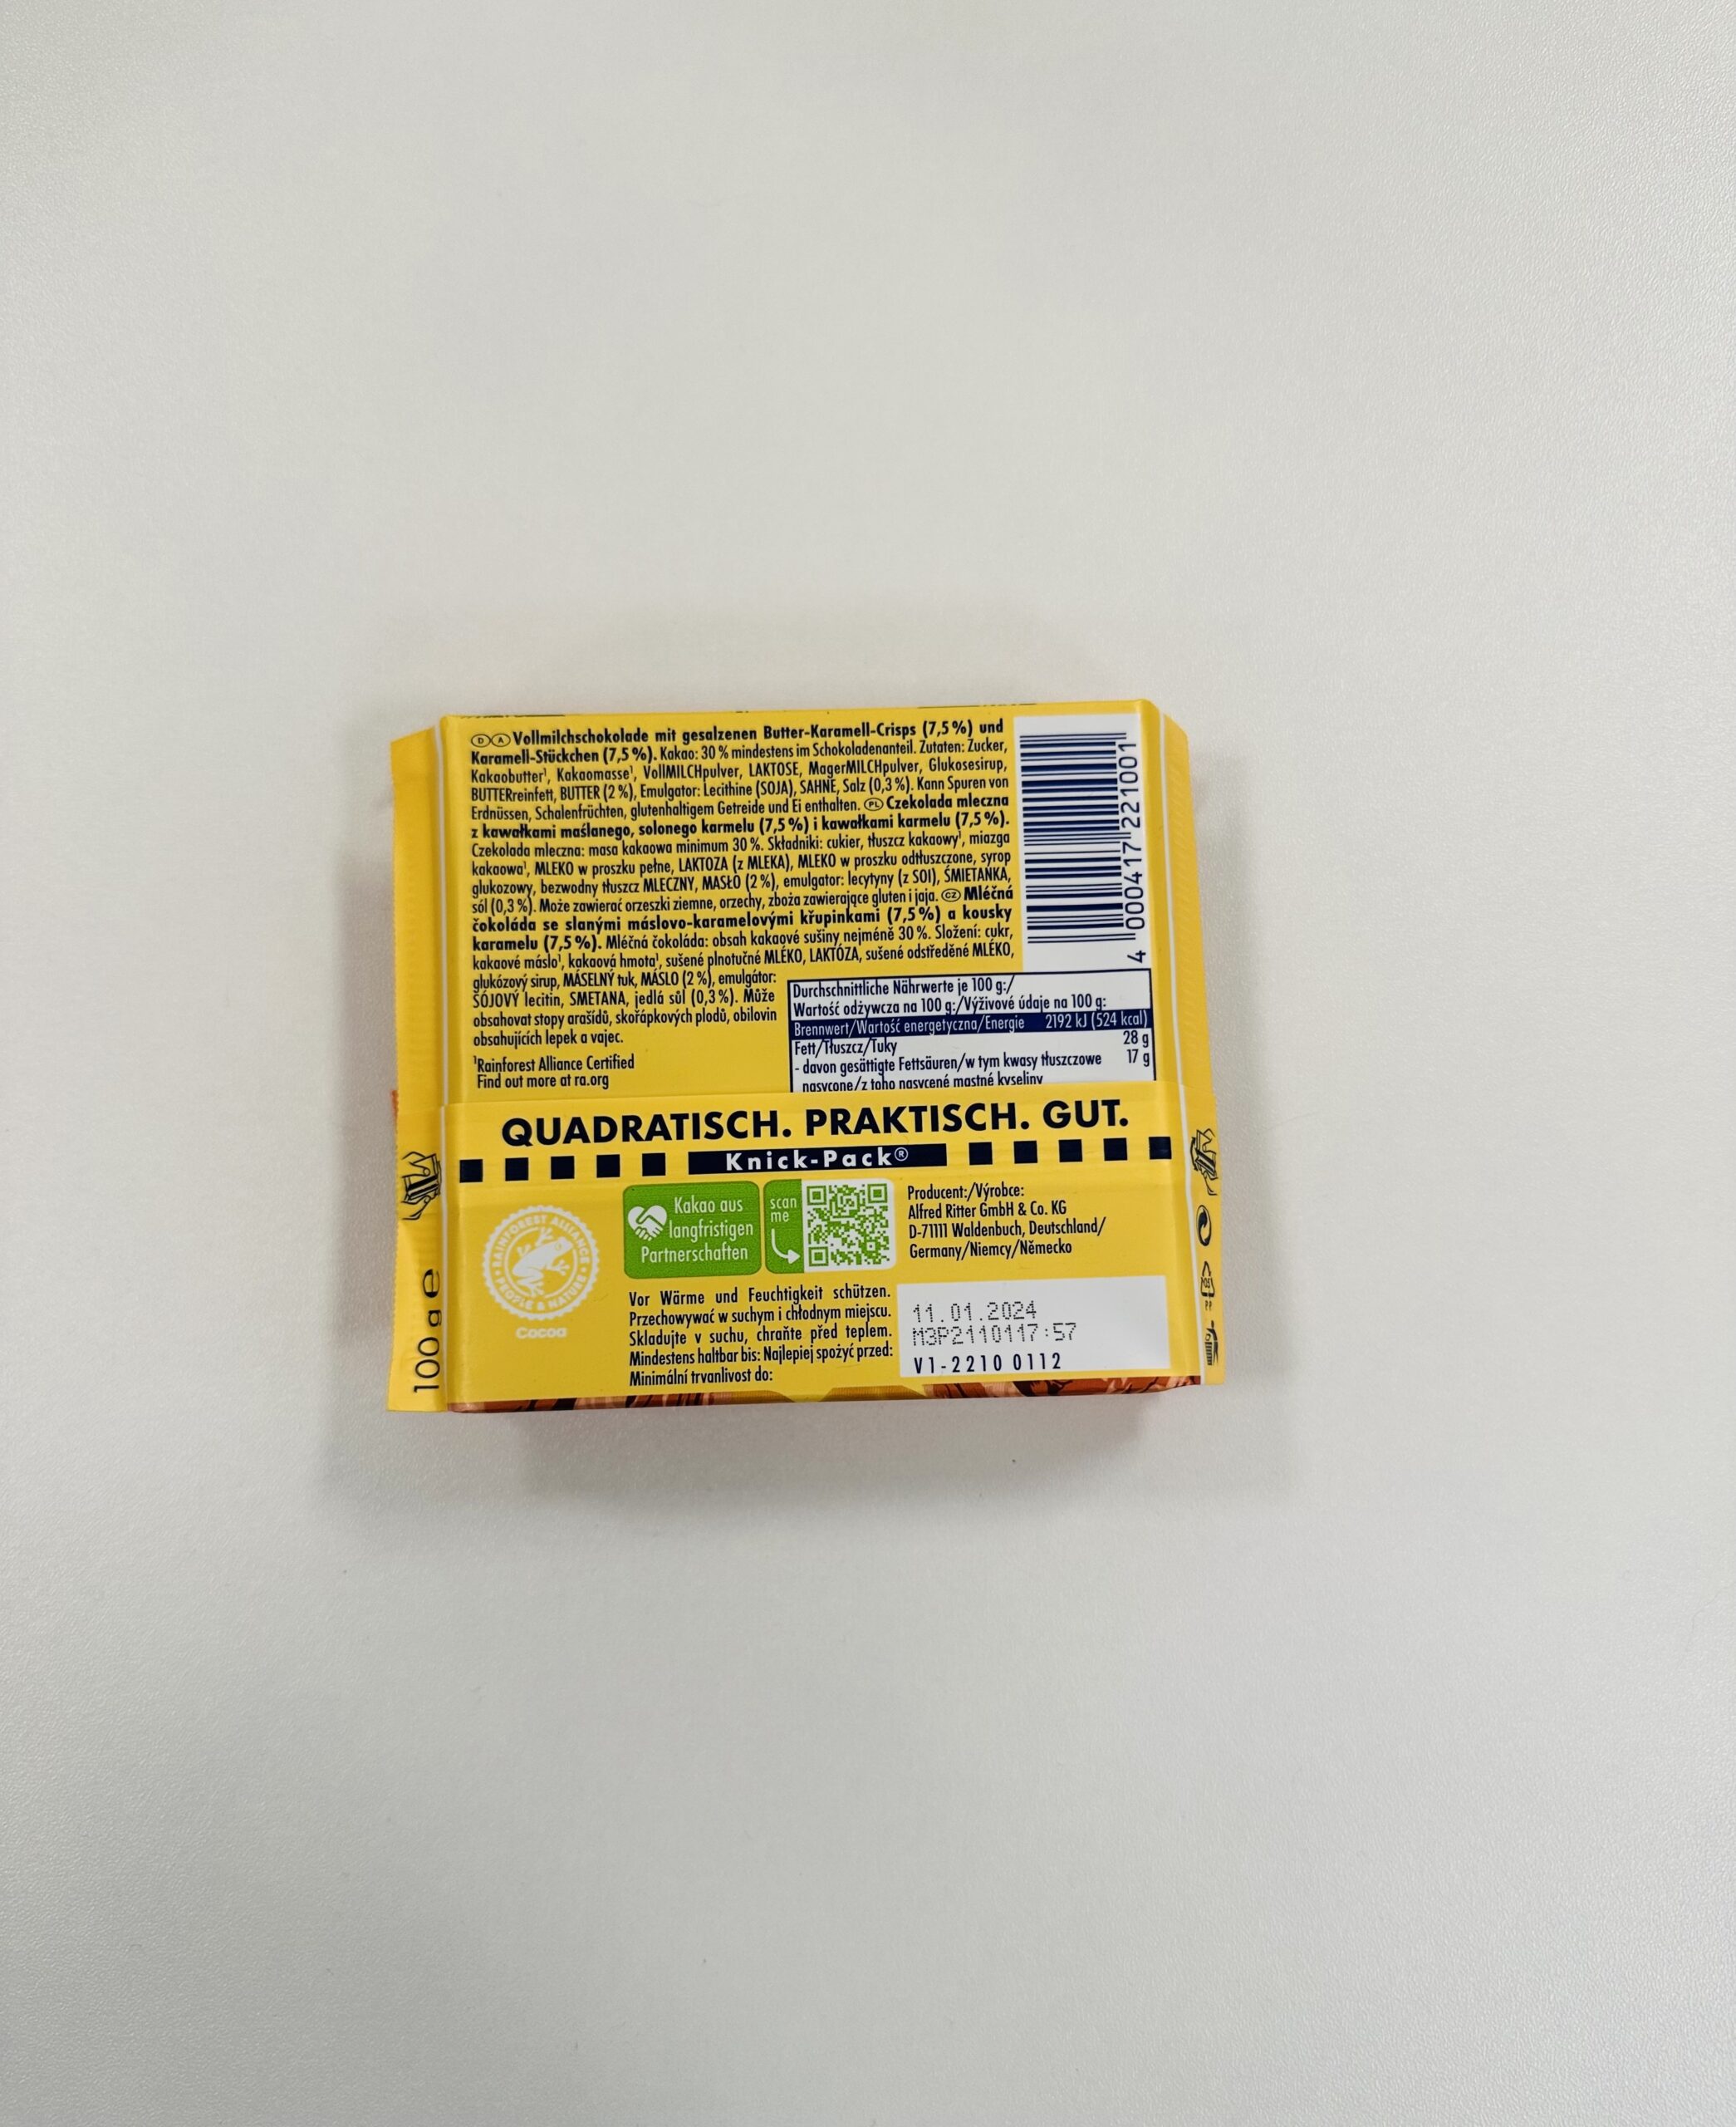 D A Vollmilchschokolade mit gesalzenen Butter-Karamell-Crisps (7,5 %) und
Karamell-Stückchen (7,5 %). Kakao: 30 % mindestens im Schokoladenanteil. Zutaten: Zucker,
Kakaobutter¹, Kakaomasse¹, VollMILCHpulver, LAKTOSE, MagerMILCHpulver, Glukosesirup,
BUTTERreinfett, BUTTER (2 %), Emulgator: Lecithine (SOJA), SAHNE, Salz (0,3 %). Kann Spuren von
Erdnüssen, Schalenfrüchten, glutenhaltigem Getreide und Ei enthalten. PL Czekolada mleczna
z kawałkami maślanego, solonego karmelu (7,5 %) i kawałkami karmelu (7,5 %).
Czekolada mleczna: masa kakaowa minimum 30 %. Składniki: cukier, tłuszcz kakaowy¹, miazga
kakaowa¹, MLEKO w proszku pełne, LAKTOZA (z MLEKA), MLEKO w proszku odtłuszczone, syrop
glukozowy, bezwodny tłuszcz MLECZNY, MASŁO (2 %), emulgator: lecytyny (z SOI), ŚMIETANKA,
sól (0,3 %). Może zawierać orzeszki ziemne, orzechy, zboża zawierające gluten i jaja. CZ Mléčná
čokoláda se slanými máslovo-karamelovými křupinkami (7,5 %) a kousky
karamelu (7,5 %). Mléčná čokoláda: obsah kakaové sušiny nejméně 30 %. Složení: cukr,
kakaové máslo¹, kakaová hmota¹, sušené plnotučné MLÉKO, LAKTÓZA, sušené odstředěné MLÉKO,
glukózový sirup, MÁSELNÝ tuk, MÁSLO (2 %), emulgátor:
SÓJOVÝ lecitin, SMETANA, jedlá sůl (0,3 %). Může
obsahovat stopy arašídů, skořápkových plodů, obilovin
obsahujících lepek a vajec.
¹Rainforest Alliance Certified
Find out more at ra.org
4 000417 221001
Durchschnittliche Nährwerte je 100 g:/
Wartość odżywcza na 100 g:/Výživové údaje na 100 g:
Brennwert/Wartość energetyczna/Energie 2192 kJ (524 kcal)
Fett/Tłuszcz/Tuky 28 g
- davon gesättigte Fettsäuren/w tym kwasy tłuszczowe 17 g
nasycone/z toho nasycené mastné kyseliny
QUADRATISCH. PRAKTISCH. GUT.
Knick-Pack®
RAINFOREST ALLIANCE
PEOPLE & NATURE
Cocoa
Kakao aus
langfristigen
Partnerschaften
scan
me
Producent:/Výrobce:
Alfred Ritter GmbH & Co. KG
D-71111 Waldenbuch, Deutschland/
Germany/Niemcy/Německo
Vor Wärme und Feuchtigkeit schützen.
Przechowywać w suchym i chłodnym miejscu.
Skladujte v suchu, chraňte před teplem.
Mindestens haltbar bis: Najlepiej spożyć przed:
Minimální trvanlivost do:
11.01.2024
M3P2110117:57
V1-2210 0112
100 g e
05
PP